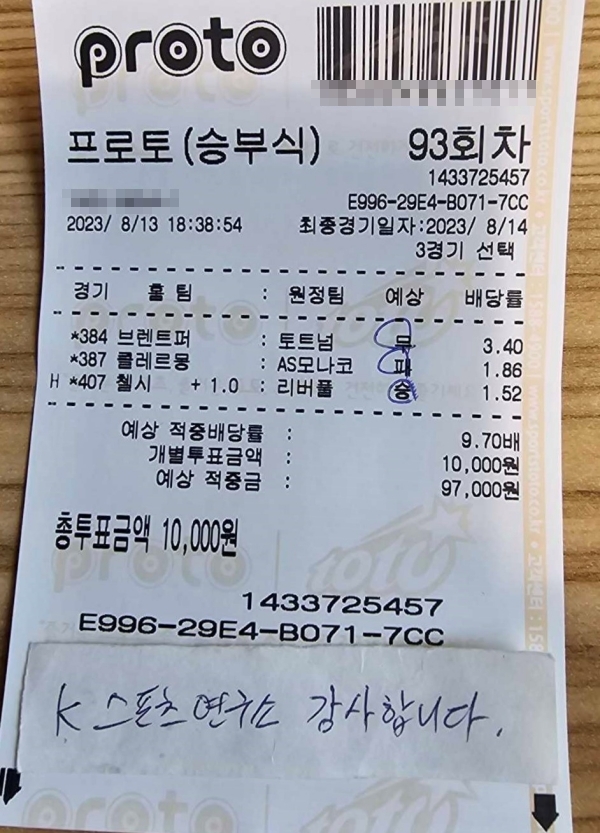 proto
프로토(승부식) 93회차
1433725457
E996-29E4-B071-7CC
2023/ 8/13 18:38:54 최종경기일자:2023/ 8/14
3경기 선택
경기 홈팀 : 원정팀 예상 배당률
*384 브렌트퍼 : 토트넘 무 3.40
*387 클레르몽 : AS모나코 패 1.86
H *407 첼시 +1.0 : 리버풀 승 1.52
예상 적중배당률 : 9.70배
개별투표금액 : 10,000원
예상 적중금 : 97,000원
총투표금액 10,000원
1433725457
E996-29E4-B071-7CC
K 스포츠연구소 감사합니다.